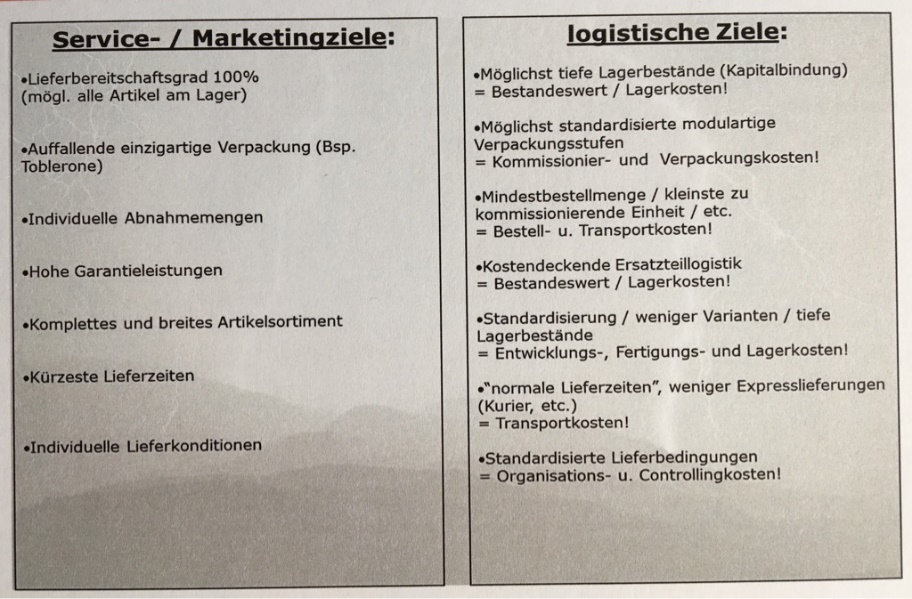 Service- / Marketingziele:
•Lieferbereitschaftsgrad 100%
(mögl. alle Artikel am Lager)
•Auffallende einzigartige Verpackung (Bsp.
Toblerone)
•Individuelle Abnahmemengen
•Hohe Garantieleistungen
•Komplettes und breites Artikelsortiment
•Kürzeste Lieferzeiten
•Individuelle Lieferkonditionen
logistische Ziele:
•Möglichst tiefe Lagerbestände (Kapitalbindung)
= Bestandeswert / Lagerkosten!
•Möglichst standardisierte modulartige
Verpackungsstufen
= Kommissionier- und Verpackungskosten!
•Mindestbestellmenge / kleinste zu
kommissionierende Einheit / etc.
= Bestell- u. Transportkosten!
•Kostendeckende Ersatzteillogistik
= Bestandeswert / Lagerkosten!
•Standardisierung / weniger Varianten / tiefe
Lagerbestände
= Entwicklungs-, Fertigungs- und Lagerkosten!
•"normale Lieferzeiten", weniger Expresslieferungen
(Kurier, etc.)
= Transportkosten!
•Standardisierte Lieferbedingungen
= Organisations- u. Controllingkosten!